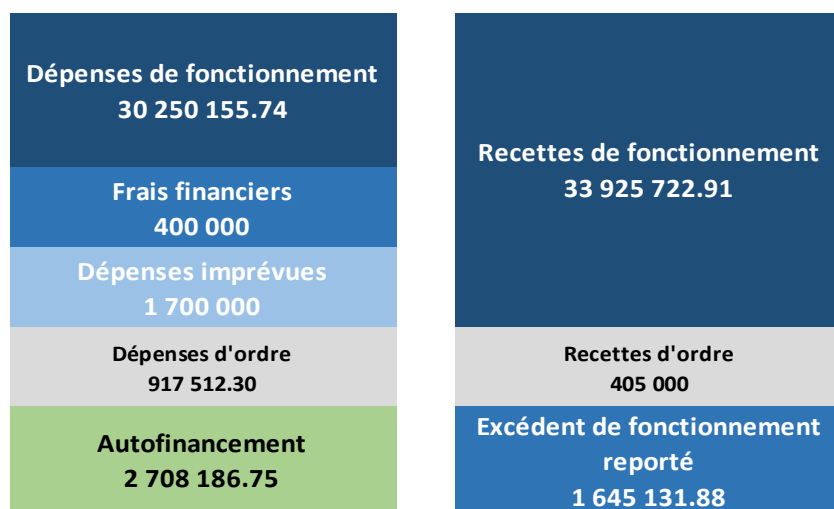 Dépenses de fonctionnement
30 250 155.74
Frais financiers
400 000
Dépenses imprévues
1 700 000
Dépenses d'ordre
917 512.30
Autofinancement
2 708 186.75
Recettes de fonctionnement
33 925 722.91
Recettes d'ordre
405 000
Excédent de fonctionnement
reporté
1 645 131.88